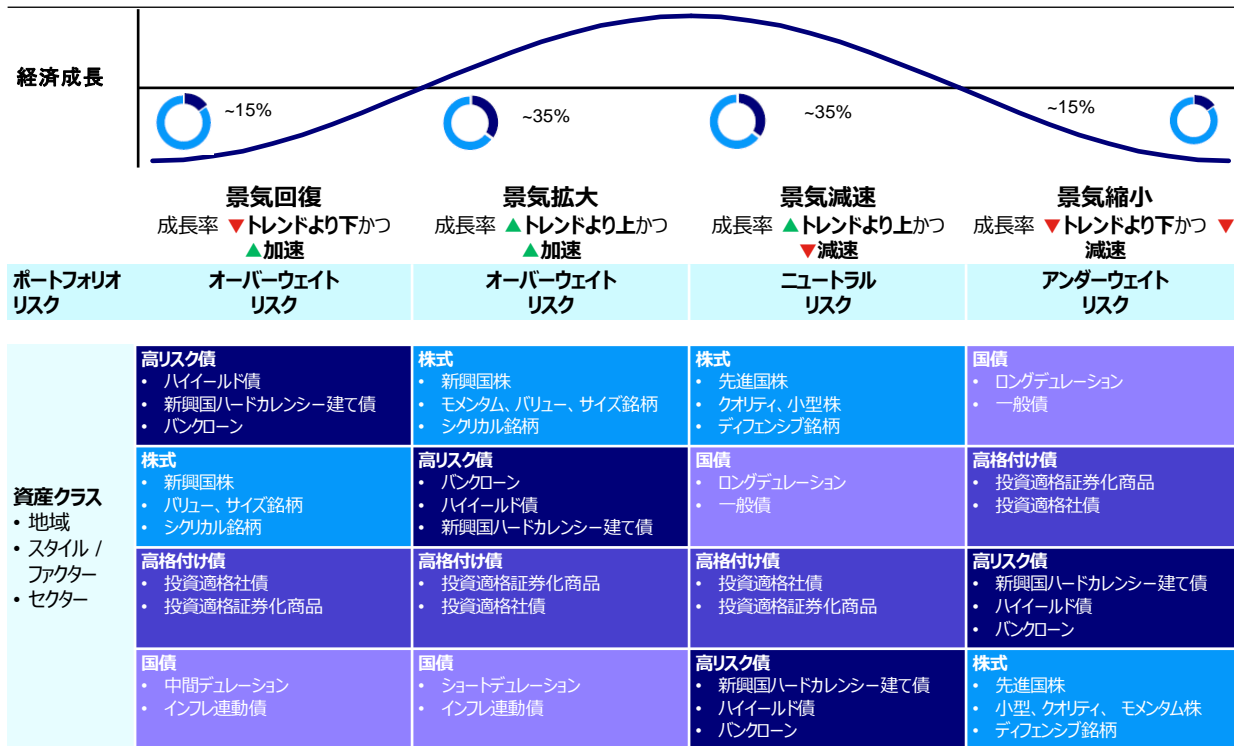 経済成長
~15%
~35%
~35%
~15%
景気回復
成長率 ▼トレンドより下かつ
▲加速
景気拡大
成長率 ▲トレンドより上かつ
▲加速
景気減速
成長率 ▲トレンドより上かつ
▼減速
景気縮小
成長率 ▼トレンドより下かつ ▼
減速
ポートフォリオ
リスク
オーバーウェイト
リスク
オーバーウェイト
リスク
ニュートラル
リスク
アンダーウェイト
リスク
資産クラス
• 地域
• スタイル /
ファクター
• セクター
高リスク債
• ハイイールド債
• 新興国ハードカレンシー建て債
• バンクローン
株式
• 新興国株
• モメンタム、バリュー、サイズ銘柄
• シクリカル銘柄
株式
• 先進国株
• クオリティ、小型株
• ディフェンシブ銘柄
国債
• ロングデュレーション
• 一般債
株式
• 新興国株
• バリュー、サイズ銘柄
• シクリカル銘柄
高リスク債
• バンクローン
• ハイイールド債
• 新興国ハードカレンシー建て債
国債
• ロングデュレーション
• 一般債
高格付け債
• 投資適格証券化商品
• 投資適格社債
高格付け債
• 投資適格社債
• 投資適格証券化商品
高格付け債
• 投資適格証券化商品
• 投資適格社債
高格付け債
• 投資適格社債
• 投資適格証券化商品
高リスク債
• 新興国ハードカレンシー建て債
• ハイイールド債
• バンクローン
国債
• 中間デュレーション
• インフレ連動債
国債
• ショートデュレーション
• インフレ連動債
高リスク債
• 新興国ハードカレンシー建て債
• ハイイールド債
• バンクローン
株式
• 先進国株
• 小型、クオリティ、 モメンタム株
• ディフェンシブ銘柄